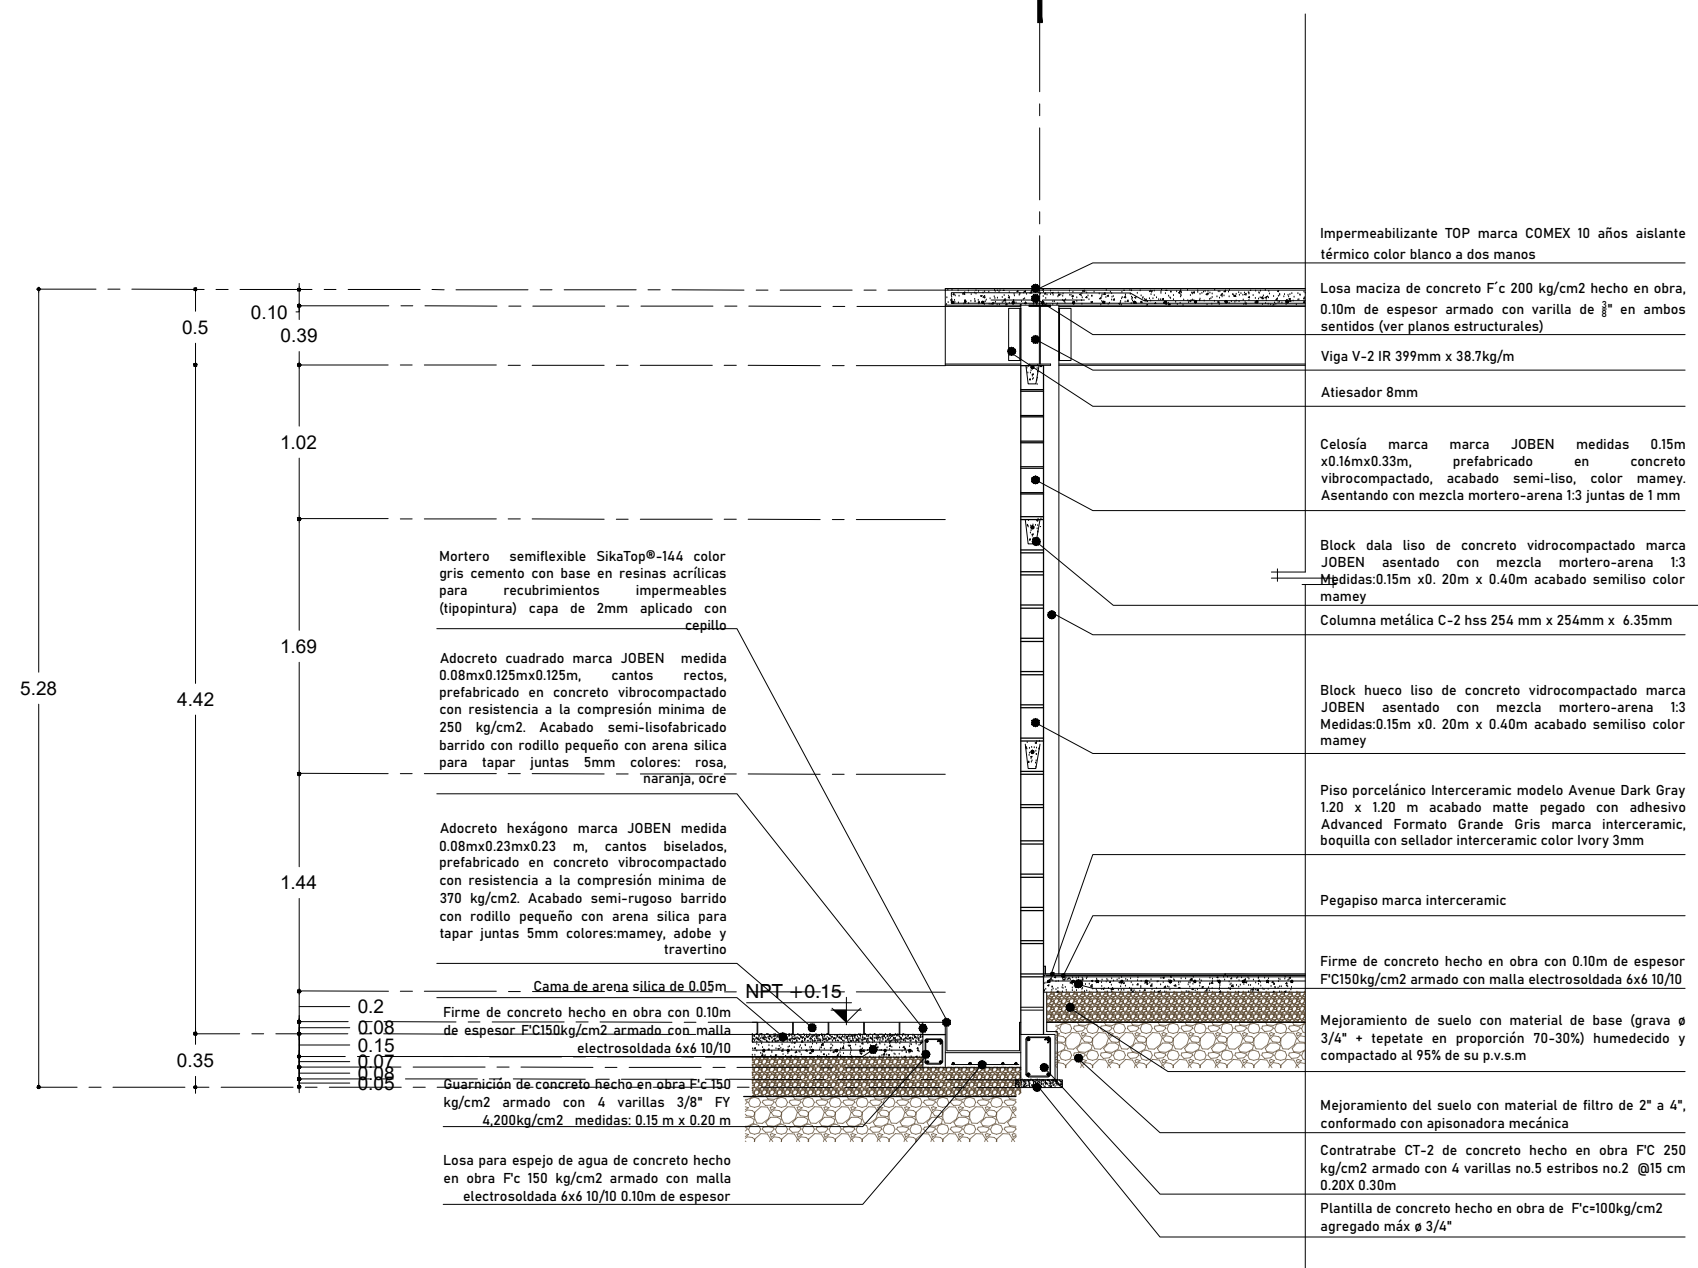 5.28
0.5
4.42
0.35
0.10
0.39
1.02
1.69
1.44
0.2
0.08
0.15
0.07
0.08
0.05
Mortero semiflexible SikaTop®-144 color
gris cemento con base en resinas acrílicas
para recubrimientos impermeables
(tipopintura) capa de 2mm aplicado con
cepillo
Adocreto cuadrado marca JOBEN medida
0.08mx0.125mx0.125m, cantos rectos,
prefabricado en concreto vibrocompactado
con resistencia a la compresión minima de
250 kg/cm2. Acabado semi-lisofabricado
barrido con rodillo pequeño con arena silica
para tapar juntas 5mm colores: rosa,
naranja, ocre
Adocreto hexágono marca JOBEN medida
0.08mx0.23mx0.23 m, cantos biselados,
prefabricado en concreto vibrocompactado
con resistencia a la compresión minima de
370 kg/cm2. Acabado semi-rugoso barrido
con rodillo pequeño con arena silica para
tapar juntas 5mm colores:mamey, adobe y
travertino
Cama de arena silica de 0.05m
NPT +0.15
Firme de concreto hecho en obra con 0.10m
de espesor F'C150kg/cm2 armado con malla
electrosoldada 6x6 10/10
Guarnición de concreto hecho en obra F'c 150
kg/cm2 armado con 4 varillas 3/8" FY
4,200kg/cm2 medidas: 0.15 m x 0.20 m
Losa para espejo de agua de concreto hecho
en obra F'c 150 kg/cm2 armado con malla
electrosoldada 6x6 10/10 0.10m de espesor
Impermeabilizante TOP marca COMEX 10 años aislante
térmico color blanco a dos manos
Losa maciza de concreto F´c 200 kg/cm2 hecho en obra,
0.10m de espesor armado con varilla de 3/8" en ambos
sentidos (ver planos estructurales)
Viga V-2 IR 399mm x 38.7kg/m
Atiesador 8mm
Celosía marca marca JOBEN medidas 0.15m
x0.16mx0.33m, prefabricado en concreto
vibrocompactado, acabado semi-liso, color mamey.
Asentando con mezcla mortero-arena 1:3 juntas de 1 mm
Block dala liso de concreto vidrocompactado marca
JOBEN asentado con mezcla mortero-arena 1:3
Medidas:0.15m x0. 20m x 0.40m acabado semiliso color
mamey
Columna metálica C-2 hss 254 mm x 254mm x 6.35mm
Block hueco liso de concreto vidrocompactado marca
JOBEN asentado con mezcla mortero-arena 1:3
Medidas:0.15m x0. 20m x 0.40m acabado semiliso color
mamey
Piso porcelánico Interceramic modelo Avenue Dark Gray
1.20 x 1.20 m acabado matte pegado con adhesivo
Advanced Formato Grande Gris marca interceramic,
boquilla con sellador interceramic color Ivory 3mm
Pegapiso marca interceramic
Firme de concreto hecho en obra con 0.10m de espesor
F'C150kg/cm2 armado con malla electrosoldada 6x6 10/10
Mejoramiento de suelo con material de base (grava ø
3/4" + tepetate en proporción 70-30%) humedecido y
compactado al 95% de su p.v.s.m
Mejoramiento del suelo con material de filtro de 2" a 4",
conformado con apisonadora mecánica
Contratrabe CT-2 de concreto hecho en obra F'C 250
kg/cm2 armado con 4 varillas no.5 estribos no.2 @15 cm
0.20X 0.30m
Plantilla de concreto hecho en obra de F'c=100kg/cm2
agregado máx ø 3/4"